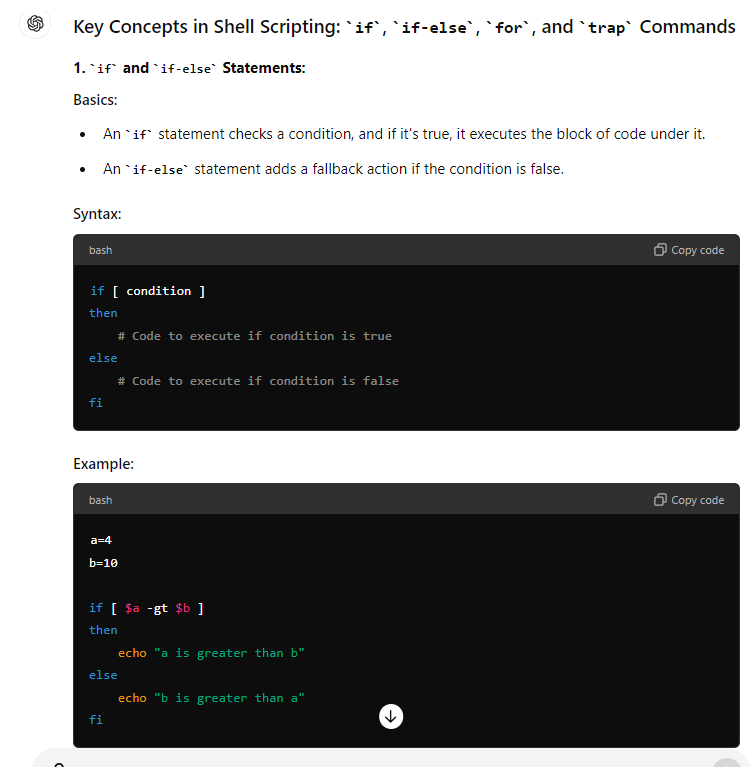 Key Concepts in Shell Scripting: `if`, `if-else`, `for`, and `trap` Commands
1. `if` and `if-else` Statements:
Basics:
• An `if` statement checks a condition, and if it's true, it executes the block of code under it.
• An `if-else` statement adds a fallback action if the condition is false.
Syntax:
bash Copy code
if [ condition ]
then
    # Code to execute if condition is true
else
    # Code to execute if condition is false
fi
Example:
bash Copy code
a=4
b=10
if [ $a -gt $b ]
then
    echo "a is greater than b"
else
    echo "b is greater than a"
fi